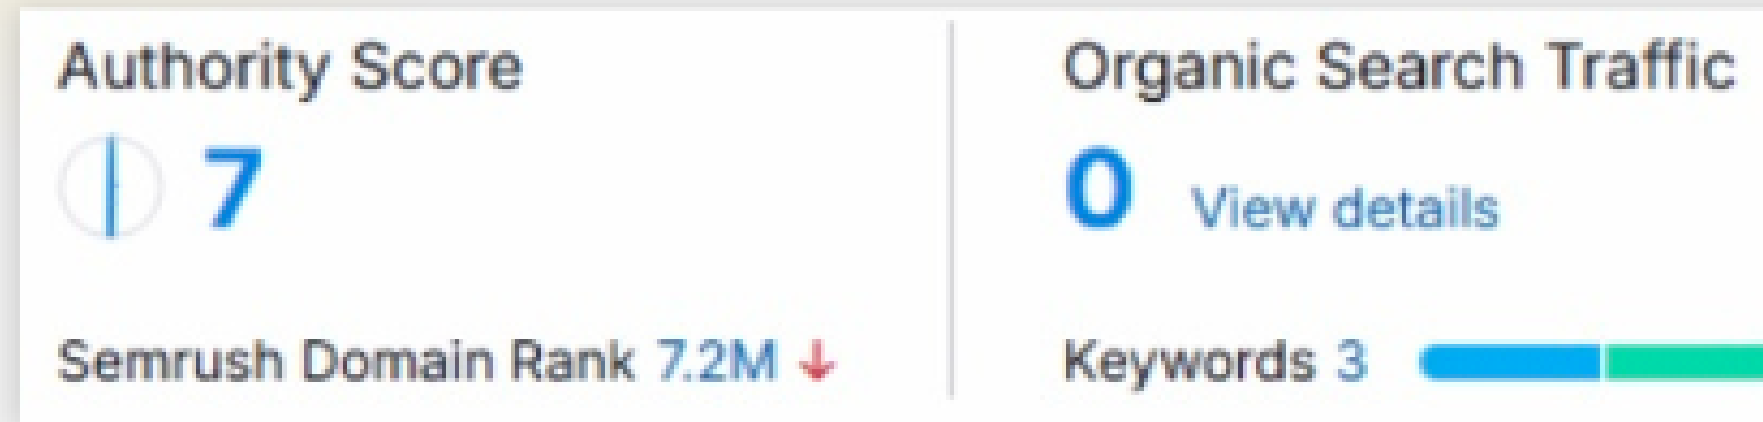 Authority Score
7
Semrush Domain Rank 7.2M ↓
Organic Search Traffic
0 View details
Keywords 3